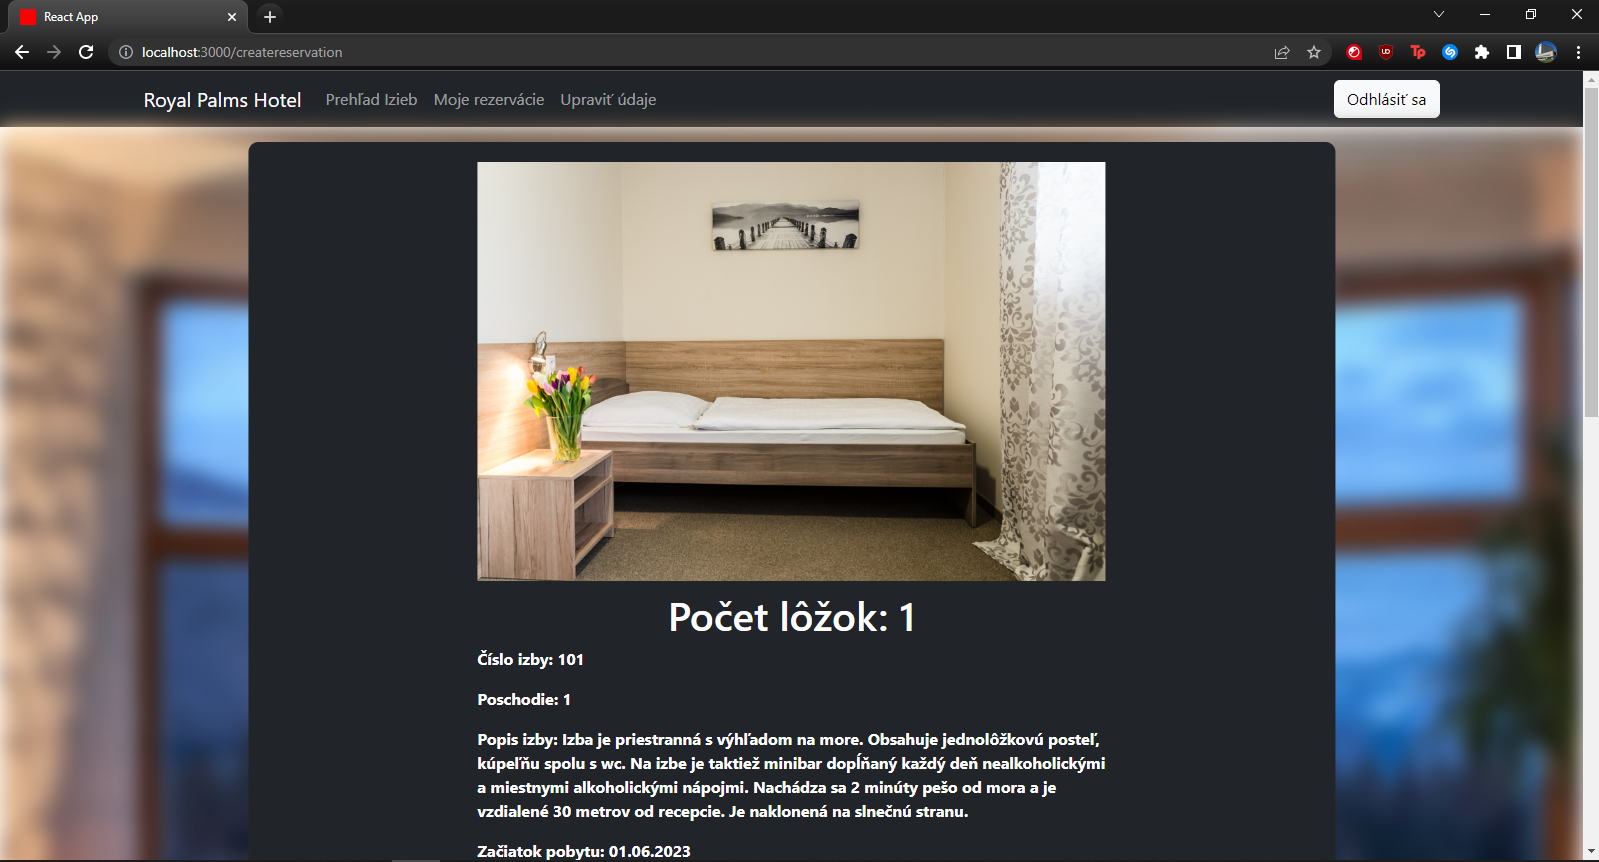 React App
localhost:3000/createreservation
Royal Palms Hotel Prehľad Izieb Moje rezervácie Upraviť údaje Odhlásiť sa
Počet lôžok: 1
Číslo izby: 101
Poschodie: 1
Popis izby: Izba je priestranná s výhľadom na more. Obsahuje jednolôžkovú posteľ,
kúpeľňu spolu s wc. Na izbe je taktiež minibar dopĺňaný každý deň nealkoholickými
a miestnymi alkoholickými nápojmi. Nachádza sa 2 minúty pešo od mora a je
vzdialené 30 metrov od recepcie. Je naklonená na slnečnú stranu.
Začiatok pobytu: 01.06.2023